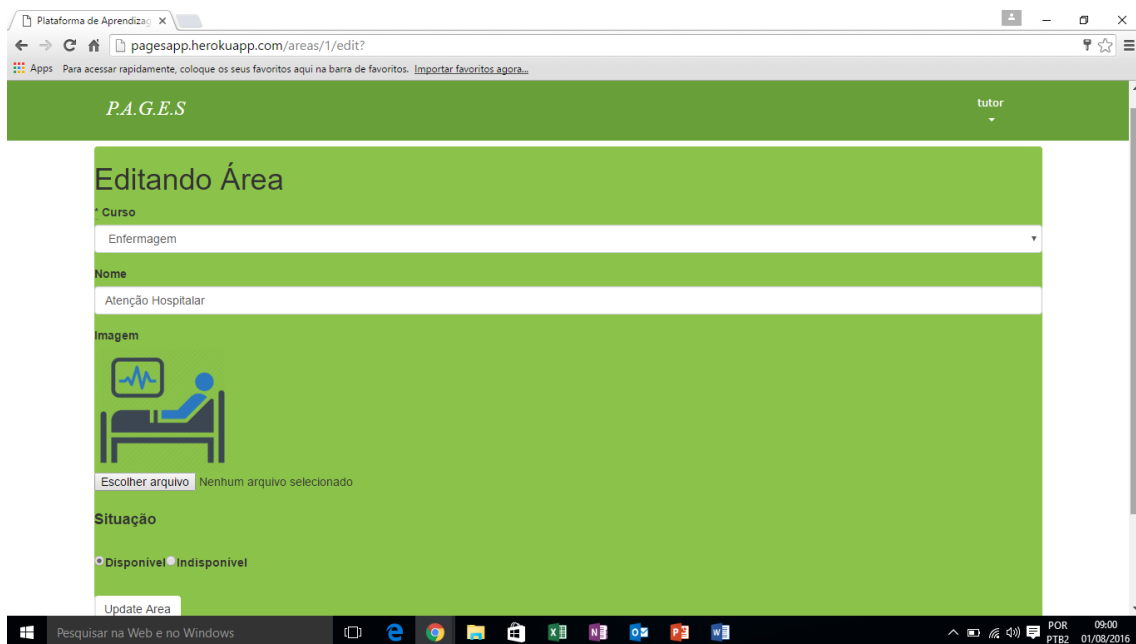 Plataforma de Aprendizag
pagesapp.herokuapp.com/areas/1/edit?
Apps Para acessar rapidamente, coloque os seus favoritos aqui na barra de favoritos. Importar favoritos agora...
P.A.G.E.S
tutor
Editando Área
* Curso
Enfermagem
Nome
Atenção Hospitalar
Imagem
Escolher arquivo Nenhum arquivo selecionado
Situação
Disponível Indisponível
Update Area
Pesquisar na Web e no Windows
POR 09:00
PTB2 01/08/2016